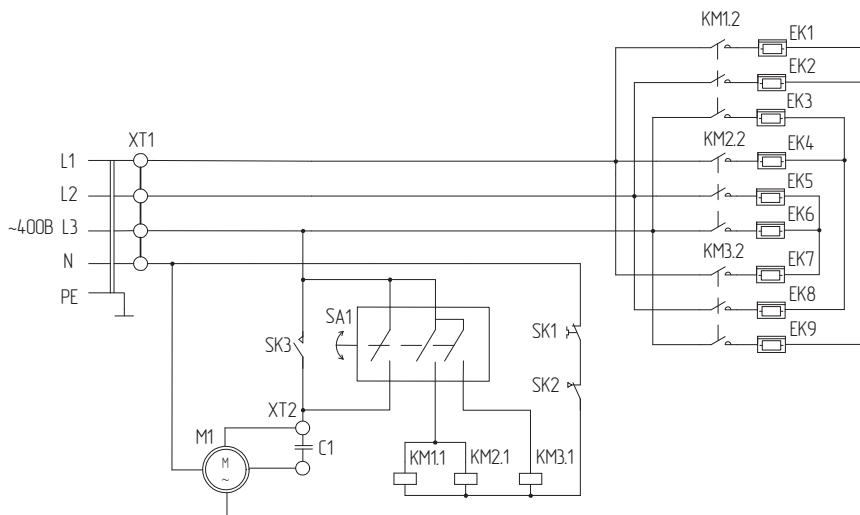 KM1.2
EK1
EK2
EK3
XT1
KM2.2
L1
EK4
L2
EK5
~400В L3
EK6
N
KM3.2
EK7
PE
SA1
EK8
SK3
SK1
EK9
SK2
XT2
M1
C1
M
~
KM1.1 KM2.1 KM3.1